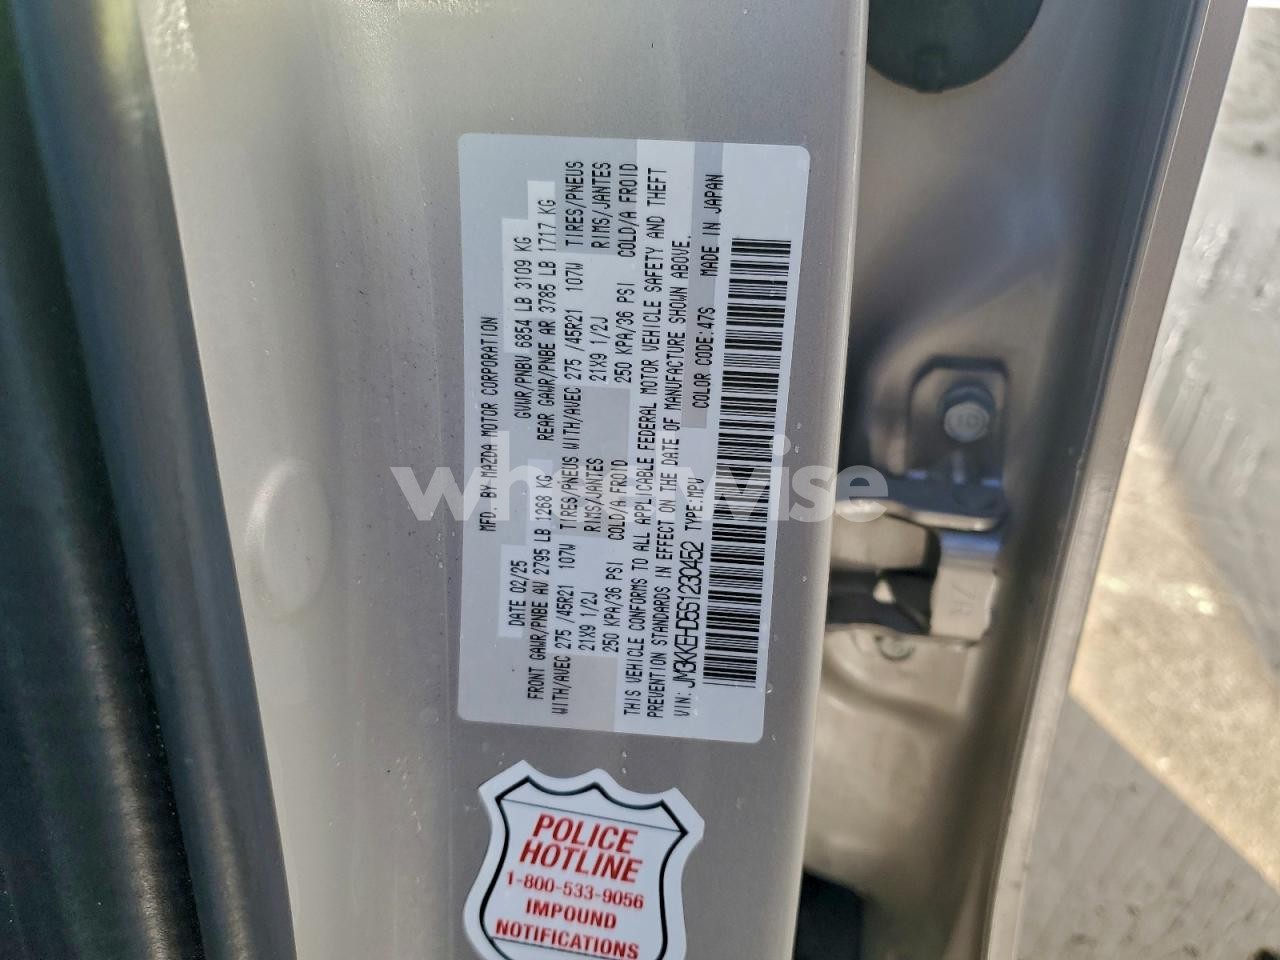 MFD. BY MAZDA MOTOR CORPORATION
DATE 02/25 GVWR/PNBV 6854 LB 3109 KG
FRONT GAWR/PNBE AV 2795 LB 1268 KG REAR GAWR/PNBE AR 3785 LB 1717 KG
WITH/AVEC 275 /45R21 107W TIRES/PNEUS WITH/AVEC 275 /45R21 107W TIRES/PNEUS
21X9 1/2J RIMS/JANTES 21X9 1/2J RIMS/JANTES
250 KPA/36 PSI COLD/A FROID 250 KPA/36 PSI COLD/A FROID
THIS VEHICLE CONFORMS TO ALL APPLICABLE FEDERAL MOTOR VEHICLE SAFETY AND THEFT
PREVENTION STANDARDS IN EFFECT ON THE DATE OF MANUFACTURE SHOWN ABOVE.
VIN: JM3KKEHD5S1230452 TYPE:MPV COLOR CODE:47S MADE IN JAPAN
wheelwise
POLICE
HOTLINE
1-800-533-9056
IMPOUND
NOTIFICATIONS